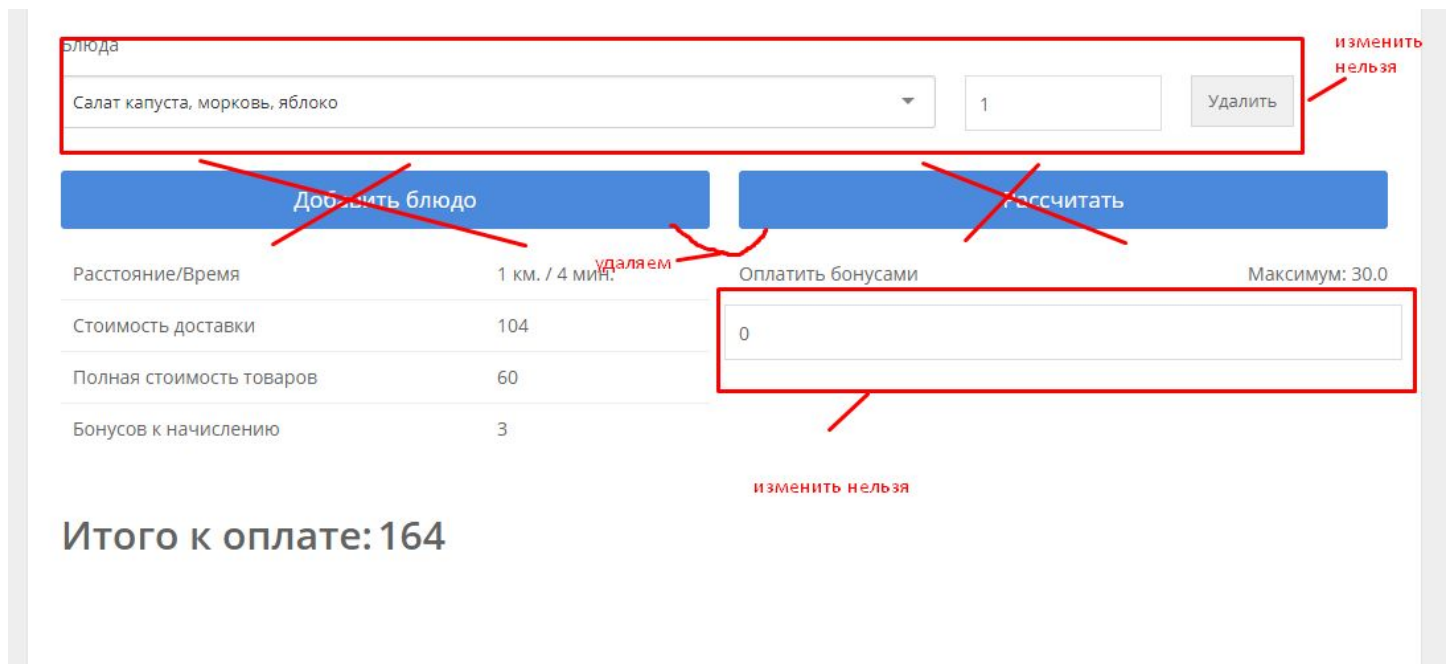 Блюда
изменить
нельзя
Салат капуста, морковь, яблоко
1
Удалить
Добавить блюдо
Рассчитать
удаляем
Расстояние/Время
1 км. / 4 мин.
Оплатить бонусами
Максимум: 30.0
Стоимость доставки
104
0
Полная стоимость товаров
60
Бонусов к начислению
3
изменить нельзя
Итого к оплате: 164